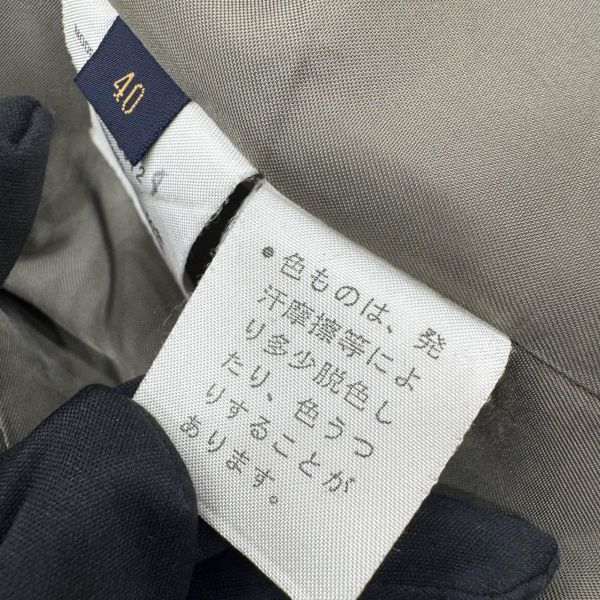 40
2
●色ものは、発
汗摩擦等によ
り多少脱色し
たり、色うつ
りすることが
あります。